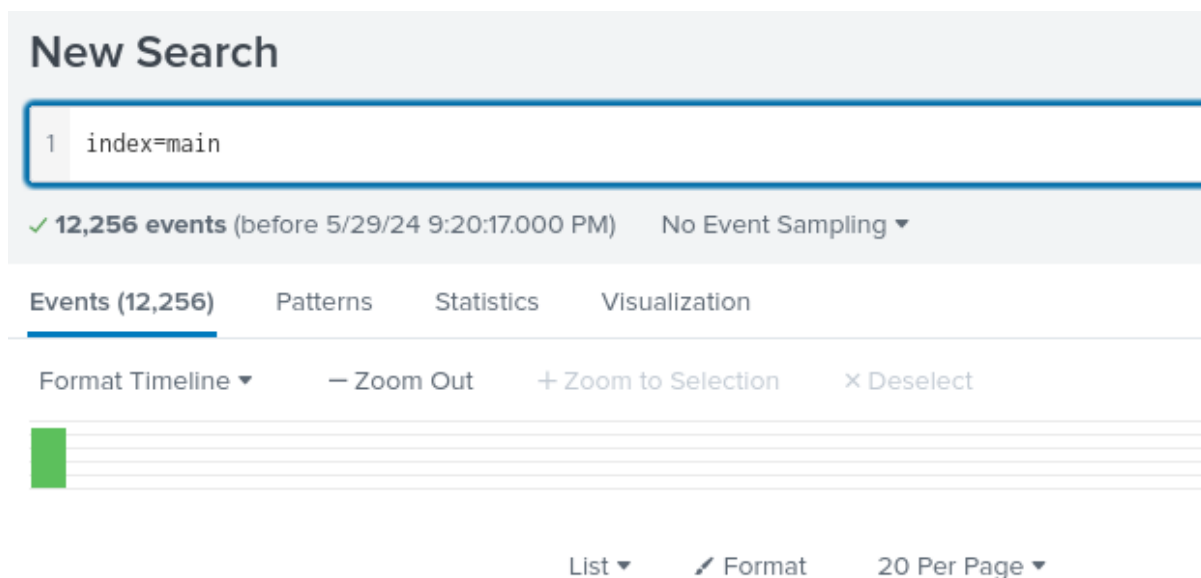 New Search
1 index=main
✓ 12,256 events (before 5/29/24 9:20:17.000 PM) No Event Sampling ▼
Events (12,256) Patterns Statistics Visualization
Format Timeline ▼ — Zoom Out + Zoom to Selection × Deselect
List ▼ Format 20 Per Page ▼